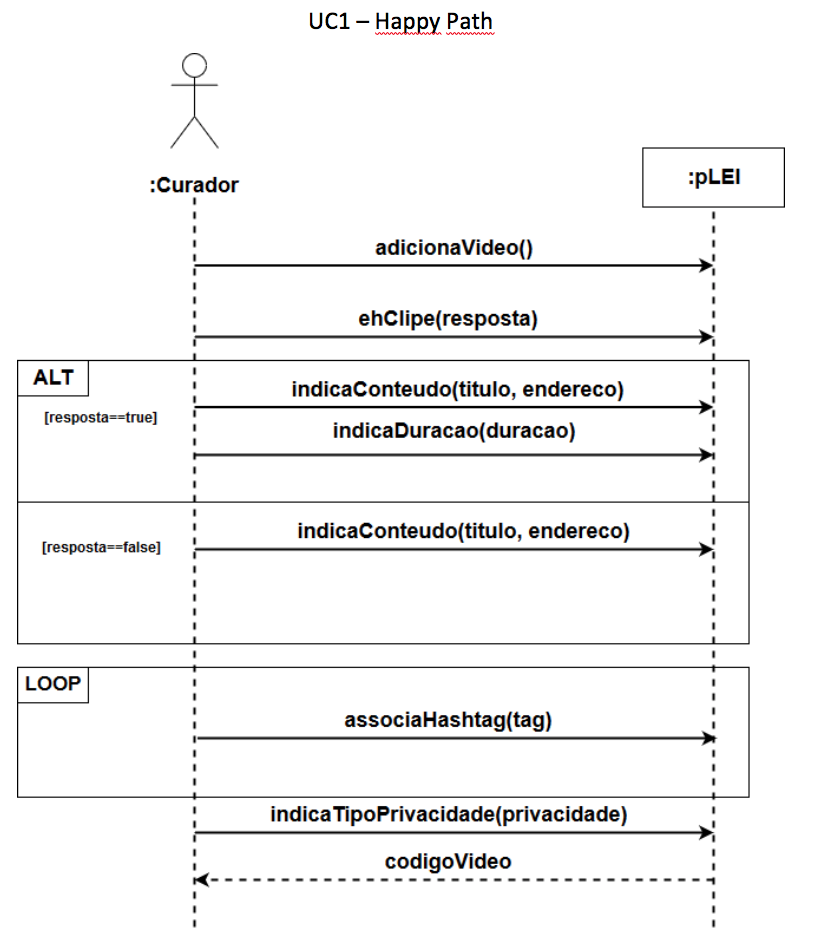 UC1 – Happy Path
:Curador
:pLEI
adicionaVideo()
ehClipe(resposta)
ALT
indicaConteudo(titulo, endereco)
[resposta==true]
indicaDuracao(duracao)
indicaConteudo(titulo, endereco)
[resposta==false]
LOOP
associaHashtag(tag)
indicaTipoPrivacidade(privacidade)
codigoVideo